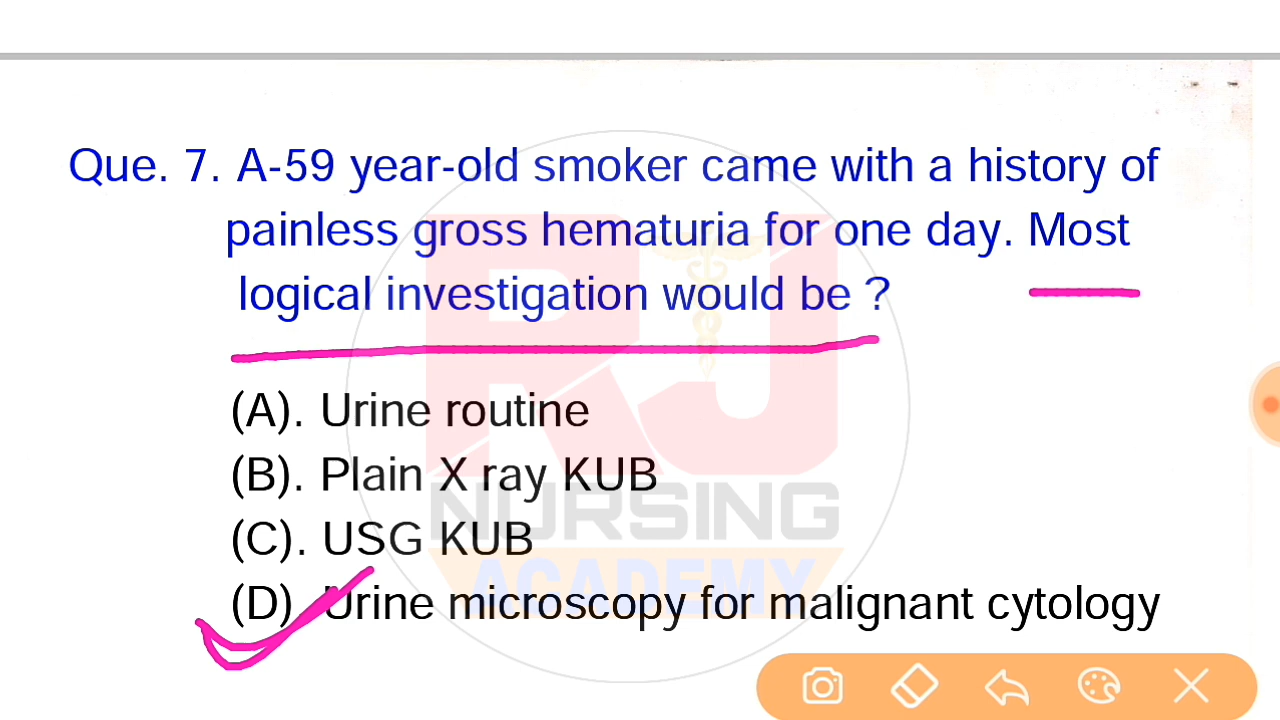 Que. 7. A-59 year-old smoker came with a history of
painless gross hematuria for one day. Most
logical investigation would be ?
(A). Urine routine
(B). Plain X ray KUB
(C). USG KUB
(D) Urine microscopy for malignant cytology
RJ
NURSING
ACADEMY